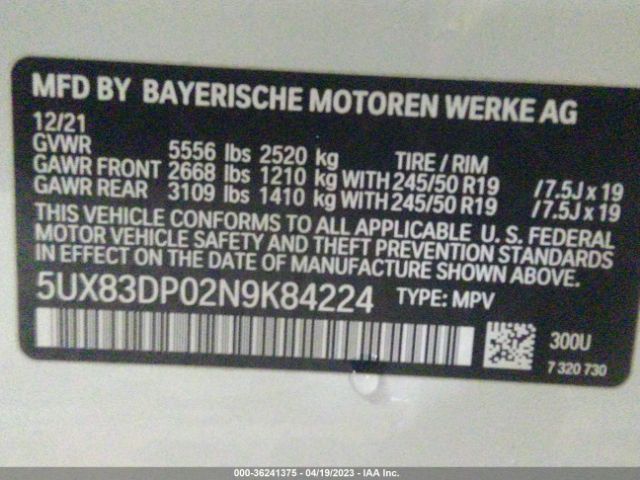 MFD BY BAYERISCHE MOTOREN WERKE AG
12/21
GVWR 5556 lbs 2520 kg TIRE / RIM
GAWR FRONT 2668 lbs 1210 kg WITH 245/50 R19 /7.5J x 19
GAWR REAR 3109 lbs 1410 kg WITH 245/50 R19 /7.5J x 19
THIS VEHICLE CONFORMS TO ALL APPLICABLE U. S. FEDERAL
MOTOR VEHICLE SAFETY AND THEFT PREVENTION STANDARDS
IN EFFECT ON THE DATE OF MANUFACTURE SHOWN ABOVE.
5UX83DP02N9K84224 TYPE: MPV
300U
7 320 730
000-36241375 - 04/19/2023 - IAA Inc.